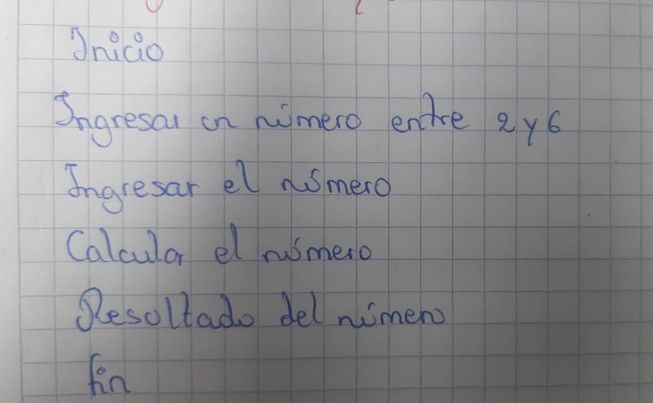 Inicio
Ingresar un número entre 2 y 6
Ingresar el número
Calcular el número
Resultado del número
fin